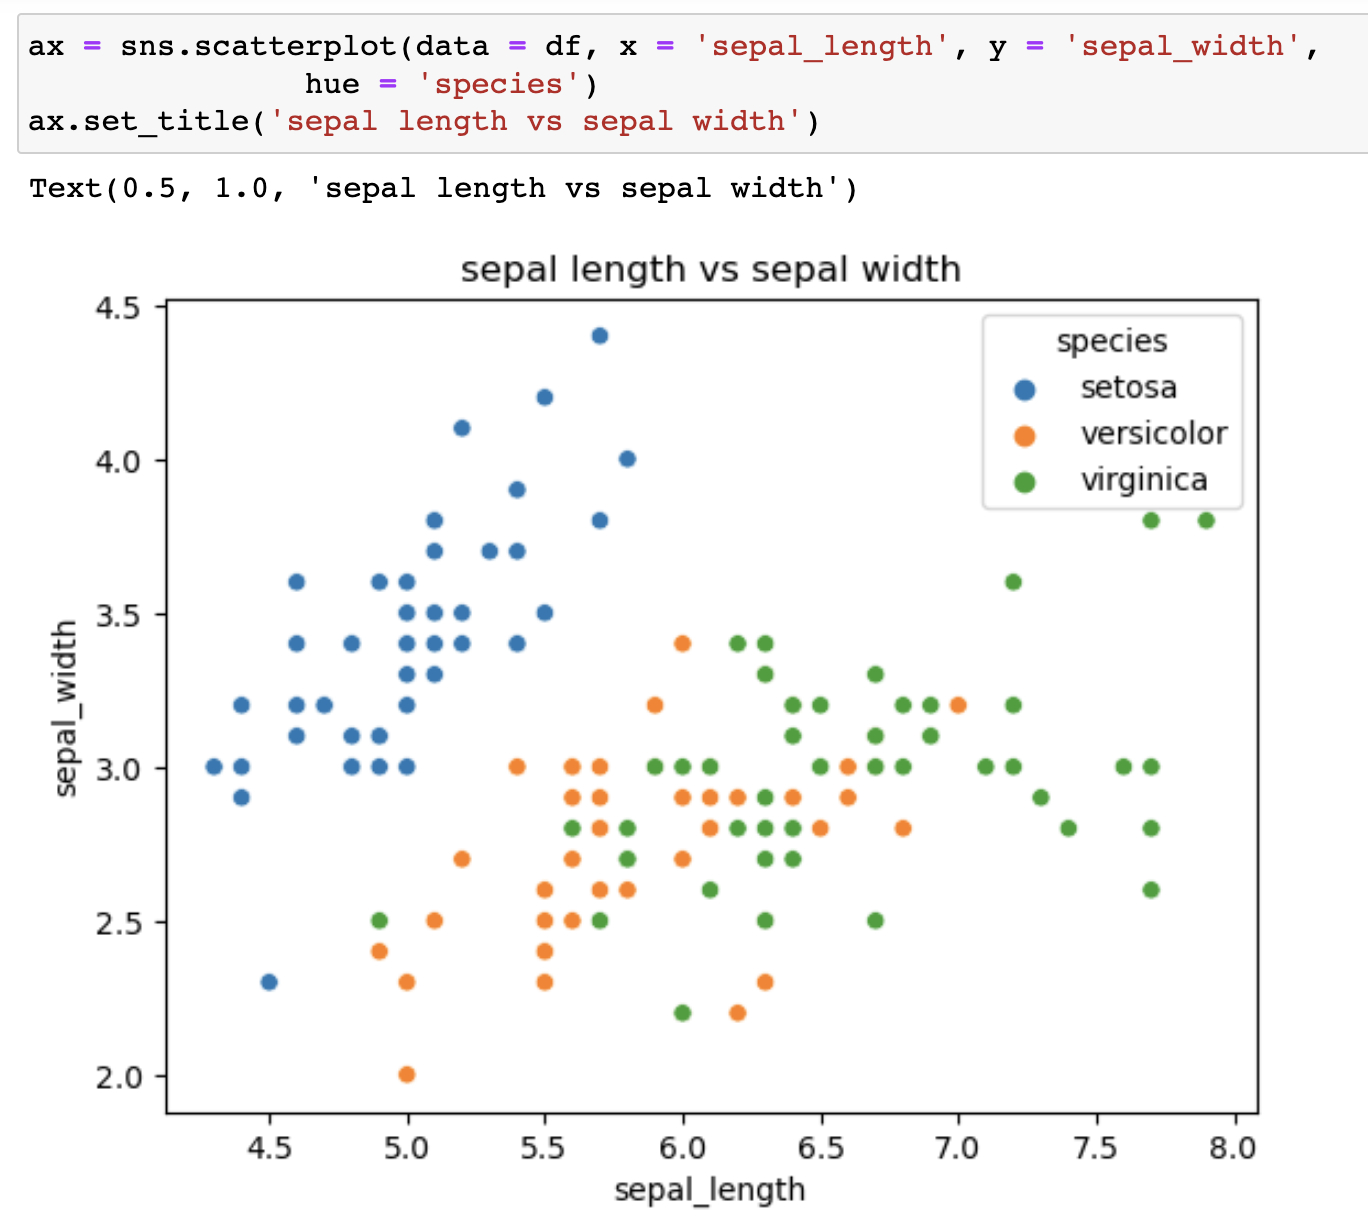 ax = sns.scatterplot(data = df, x = 'sepal_length', y = 'sepal_width',
hue = 'species')
ax.set_title('sepal length vs sepal width')
Text(0.5, 1.0, 'sepal length vs sepal width')
sepal length vs sepal width
species
setosa
versicolor
virginica
sepal_width
4.5
4.0
3.5
3.0
2.5
2.0
4.5 5.0 5.5 6.0 6.5 7.0 7.5 8.0
sepal_length